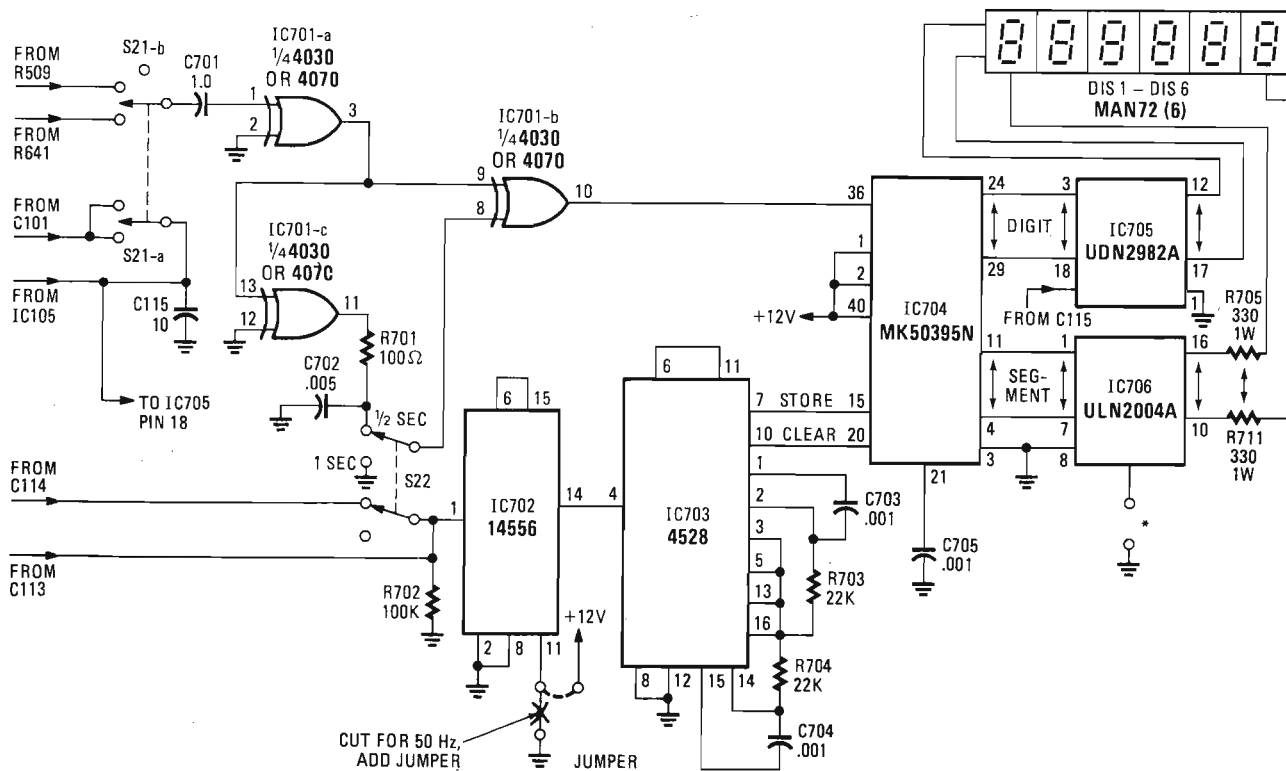 FROM
R509
S21-b
C701
1.0
IC701-a
¼ 4030
OR 4070
1
2
3
FROM
R641
IC701-b
¼ 4030
OR 4070
9
8
10
FROM
C101
S21-a
IC701-c
¼ 4030
OR 407C
13
12
11
FROM
IC105
C115
10
R701
100Ω
C702
.005
TO IC705
PIN 18
½ SEC
1 SEC
S22
FROM
C114
FROM
C113
R702
100K
1
6
15
IC702
14556
14
2
8
11
+12V
CUT FOR 50 Hz,
ADD JUMPER
JUMPER
4
6
11
IC703
4528
7
STORE
15
10
CLEAR
20
1
2
3
5
13
16
8
12
15
14
C703
.001
R703
22K
R704
22K
C704
.001
36
1
2
40
+12V
IC704
MK50395N
24
29
11
4
3
21
C705
.001
DIGIT
SEG-
MENT
3
18
FROM C115
IC705
UDN2982A
12
17
1
1
7
8
IC706
ULN2004A
16
10
*
R705
330
1W
R711
330
1W
8 8 8 8 8 8
DIS 1 – DIS 6
MAN72 (6)